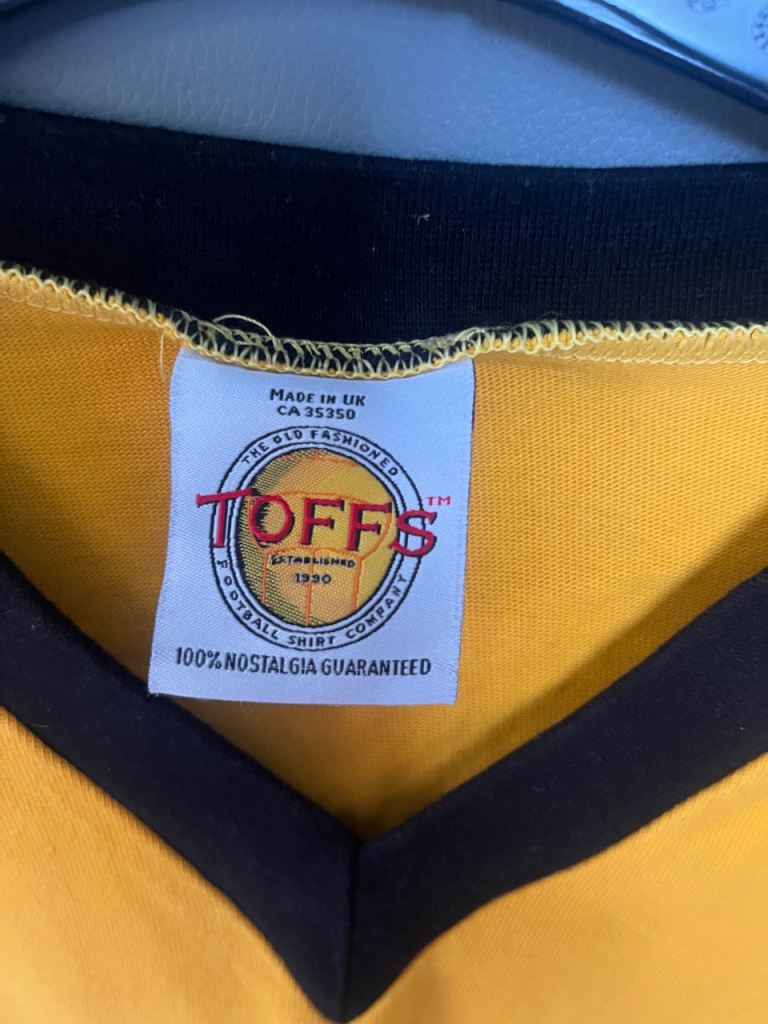 MADE IN UK
CA 35350
THE OLD FASHIONED
TOFFS™
ESTABLISHED
1990
FOOTBALL SHIRT COMPANY
100% NOSTALGIA GUARANTEED